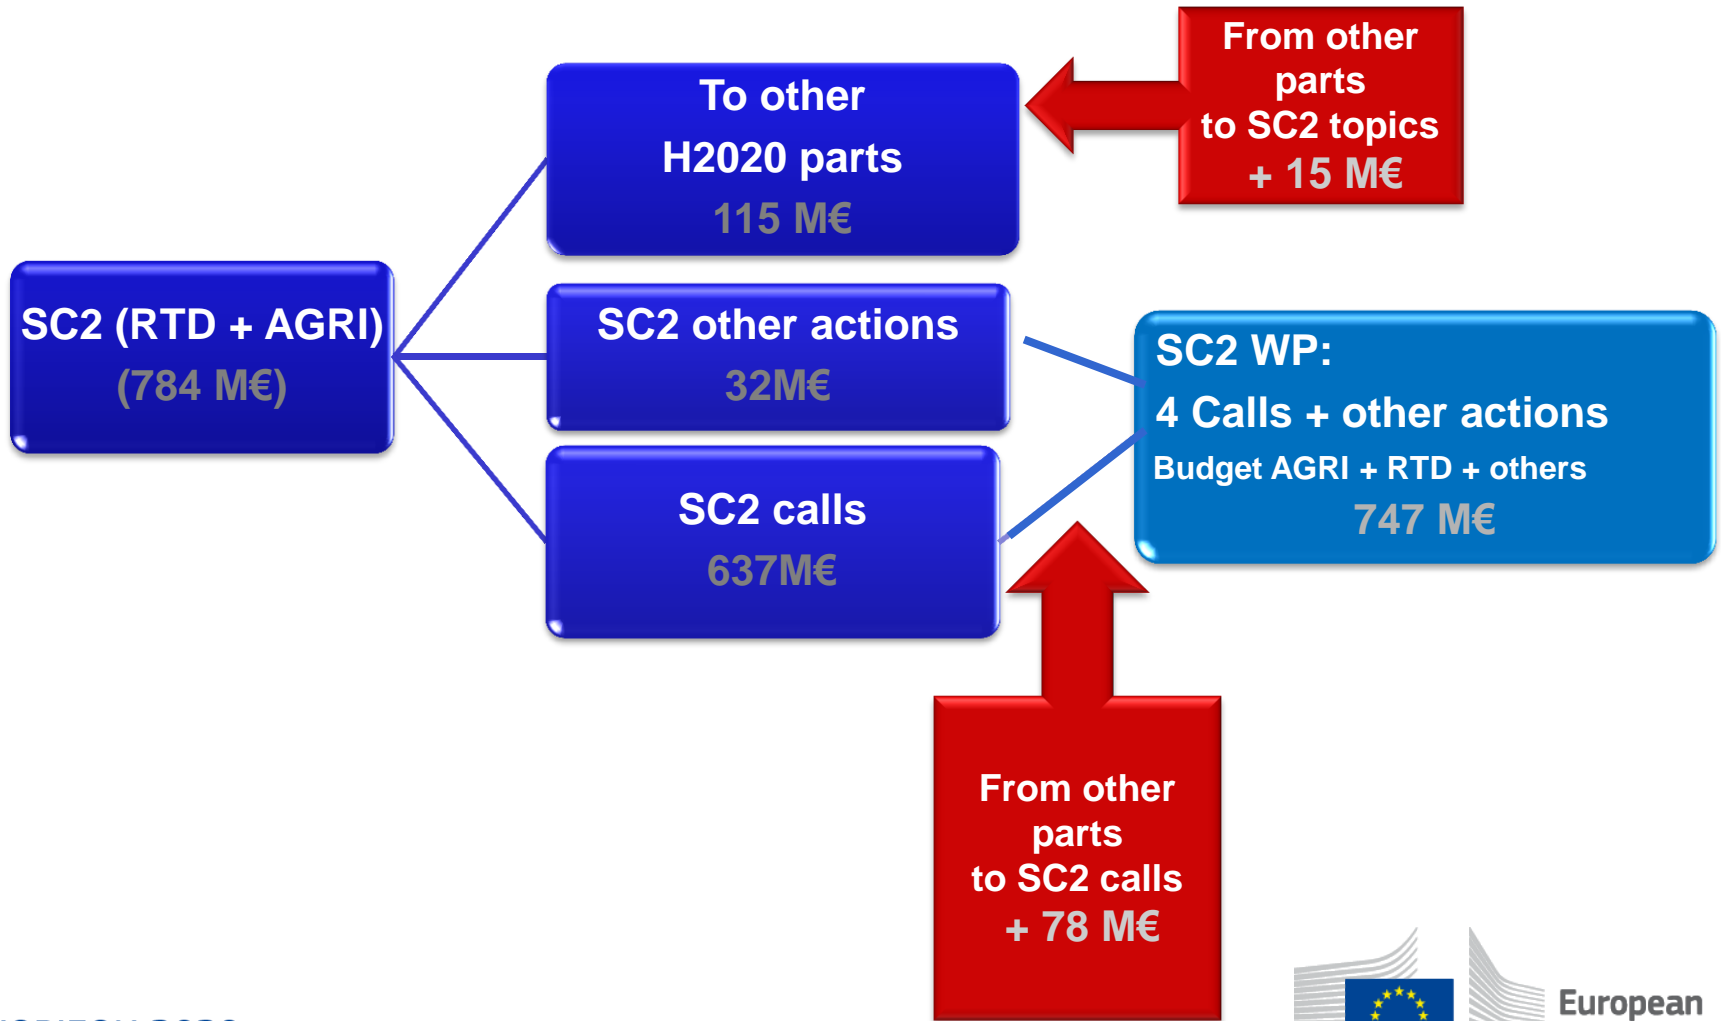 From other
parts
to SC2 topics
+ 15 M€
To other
H2020 parts
115 M€
SC2 (RTD + AGRI)
(784 M€)
SC2 other actions
32M€
SC2 calls
637M€
SC2 WP:
4 Calls + other actions
Budget AGRI + RTD + others
747 M€
From other
parts
to SC2 calls
+ 78 M€
European